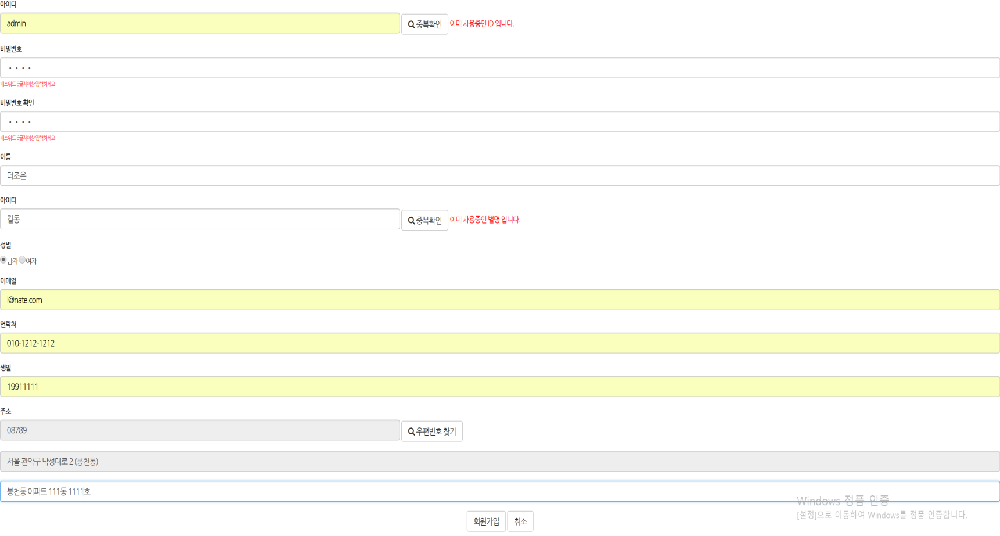 아이디
admin
중복확인 이미 사용중인 ID 입니다.
비밀번호
• • • •
패스워드 6글자이상 입력하세요
비밀번호 확인
• • • •
패스워드 6글자이상 입력하세요
이름
더조은
아이디
길동
중복확인 이미 사용중인 별명 입니다.
성별
남자 여자
이메일
l@nate.com
연락처
010-1212-1212
생일
19911111
주소
08789
우편번호 찾기
서울 관악구 낙성대로 2 (봉천동)
봉천동 아파트 111동 1111호
Windows 정품 인증
[설정]으로 이동하여 Windows를 정품 인증합니다.
회원가입 취소